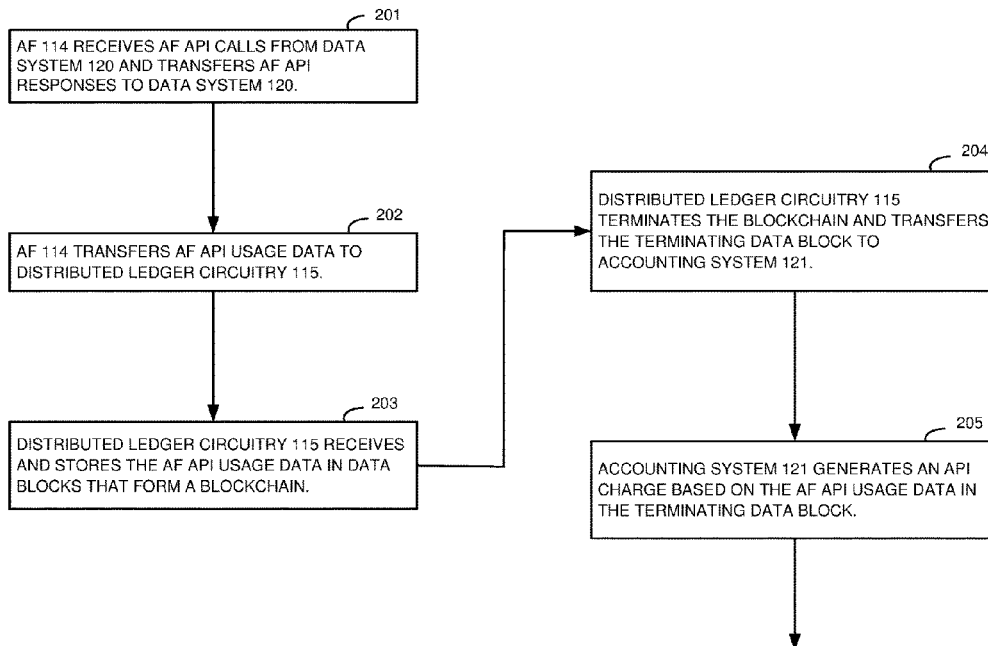 201
AF 114 RECEIVES AF API CALLS FROM DATA
SYSTEM 120 AND TRANSFERS AF API
RESPONSES TO DATA SYSTEM 120.
202
AF 114 TRANSFERS AF API USAGE DATA TO
DISTRIBUTED LEDGER CIRCUITRY 115.
203
DISTRIBUTED LEDGER CIRCUITRY 115 RECEIVES
AND STORES THE AF API USAGE DATA IN DATA
BLOCKS THAT FORM A BLOCKCHAIN.
204
DISTRIBUTED LEDGER CIRCUITRY 115
TERMINATES THE BLOCKCHAIN AND TRANSFERS
THE TERMINATING DATA BLOCK TO
ACCOUNTING SYSTEM 121.
205
ACCOUNTING SYSTEM 121 GENERATES AN API
CHARGE BASED ON THE AF API USAGE DATA IN
THE TERMINATING DATA BLOCK.